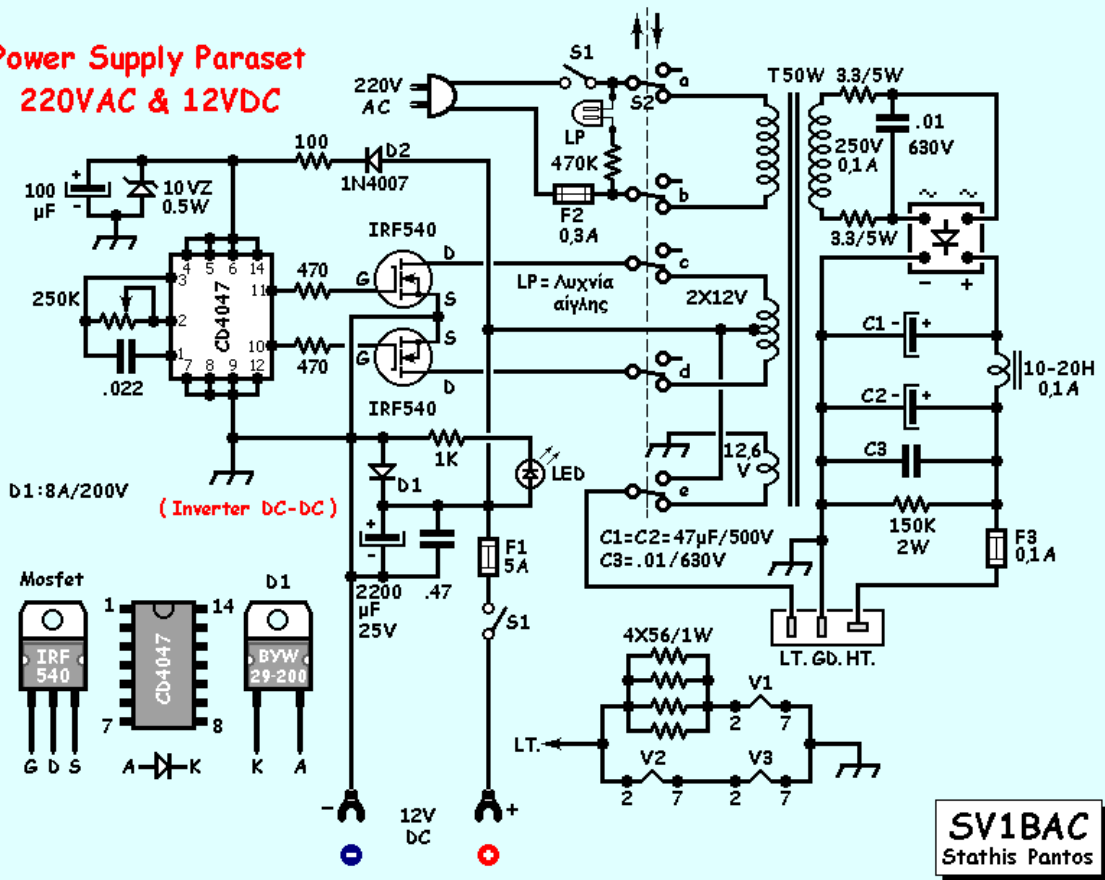 Power Supply Paraset
220VAC & 12VDC
220V
AC
S1
S2
a
LP
470K
F2
0,3A
b
T50W
3.3/5W
250V
0,1A
.01
630V
3.3/5W
~ ~
- +
100
D2
1N4007
+
-
100
µF
10VZ
0.5W
IRF540
D
G
S
470
4 5 6 14
3
11
250K
2
CD4047
10
1
7 8 9 12
.022
470
S
G
D
IRF540
LP= Λυχνία
αίγλης
c
2X12V
d
12,6
V
e
C1 - +
C2 - +
C3
10-20H
0,1A
150K
2W
F3
0,1A
C1=C2=47µF/500V
C3=.01/630V
LT. GD. HT.
1K
LED
D1
D1:8A/200V
(Inverter DC-DC)
+
-
2200
µF
25V
.47
F1
5A
S1
Mosfet
IRF
540
G D S
1 14
CD4047
7 8
A K
D1
BYW
29-200
K A
4X56/1W
V1
2 7
LT.
V2 V3
2 7 2 7
- +
12V
DC
SV1BAC
Stathis Pantos